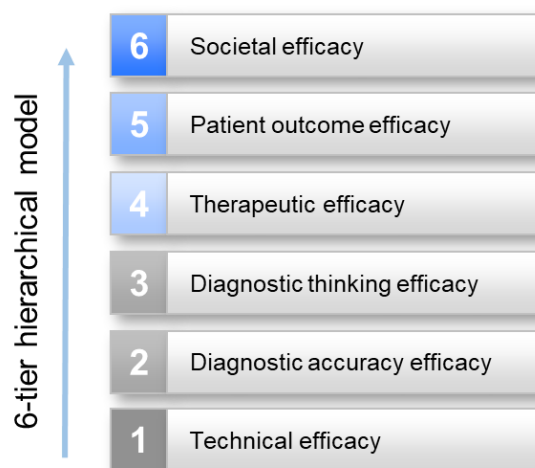 6-tier hierarchical model
6 Societal efficacy
5 Patient outcome efficacy
4 Therapeutic efficacy
3 Diagnostic thinking efficacy
2 Diagnostic accuracy efficacy
1 Technical efficacy